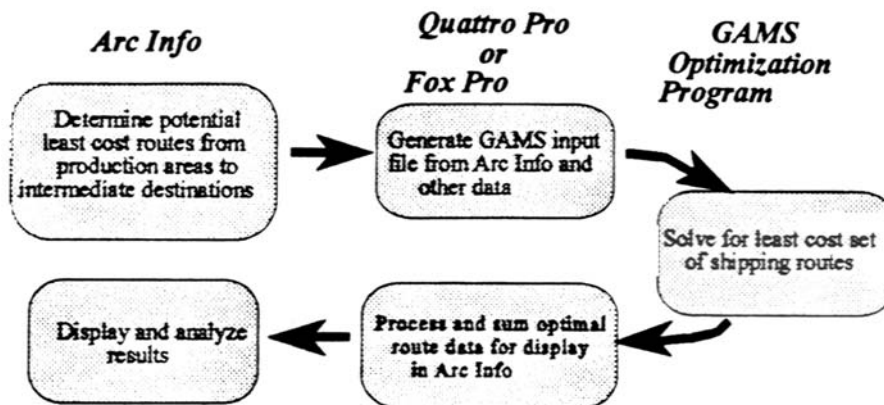 Arc Info
Quattro Pro
or
Fox Pro
GAMS
Optimization
Program
Determine potential
least cost routes from
production areas to
intermediate destinations
Generate GAMS input
file from Arc Info and
other data
Solve for least cost set
of shipping routes
Process and sum optimal
route data for display
in Arc Info
Display and analyze
results